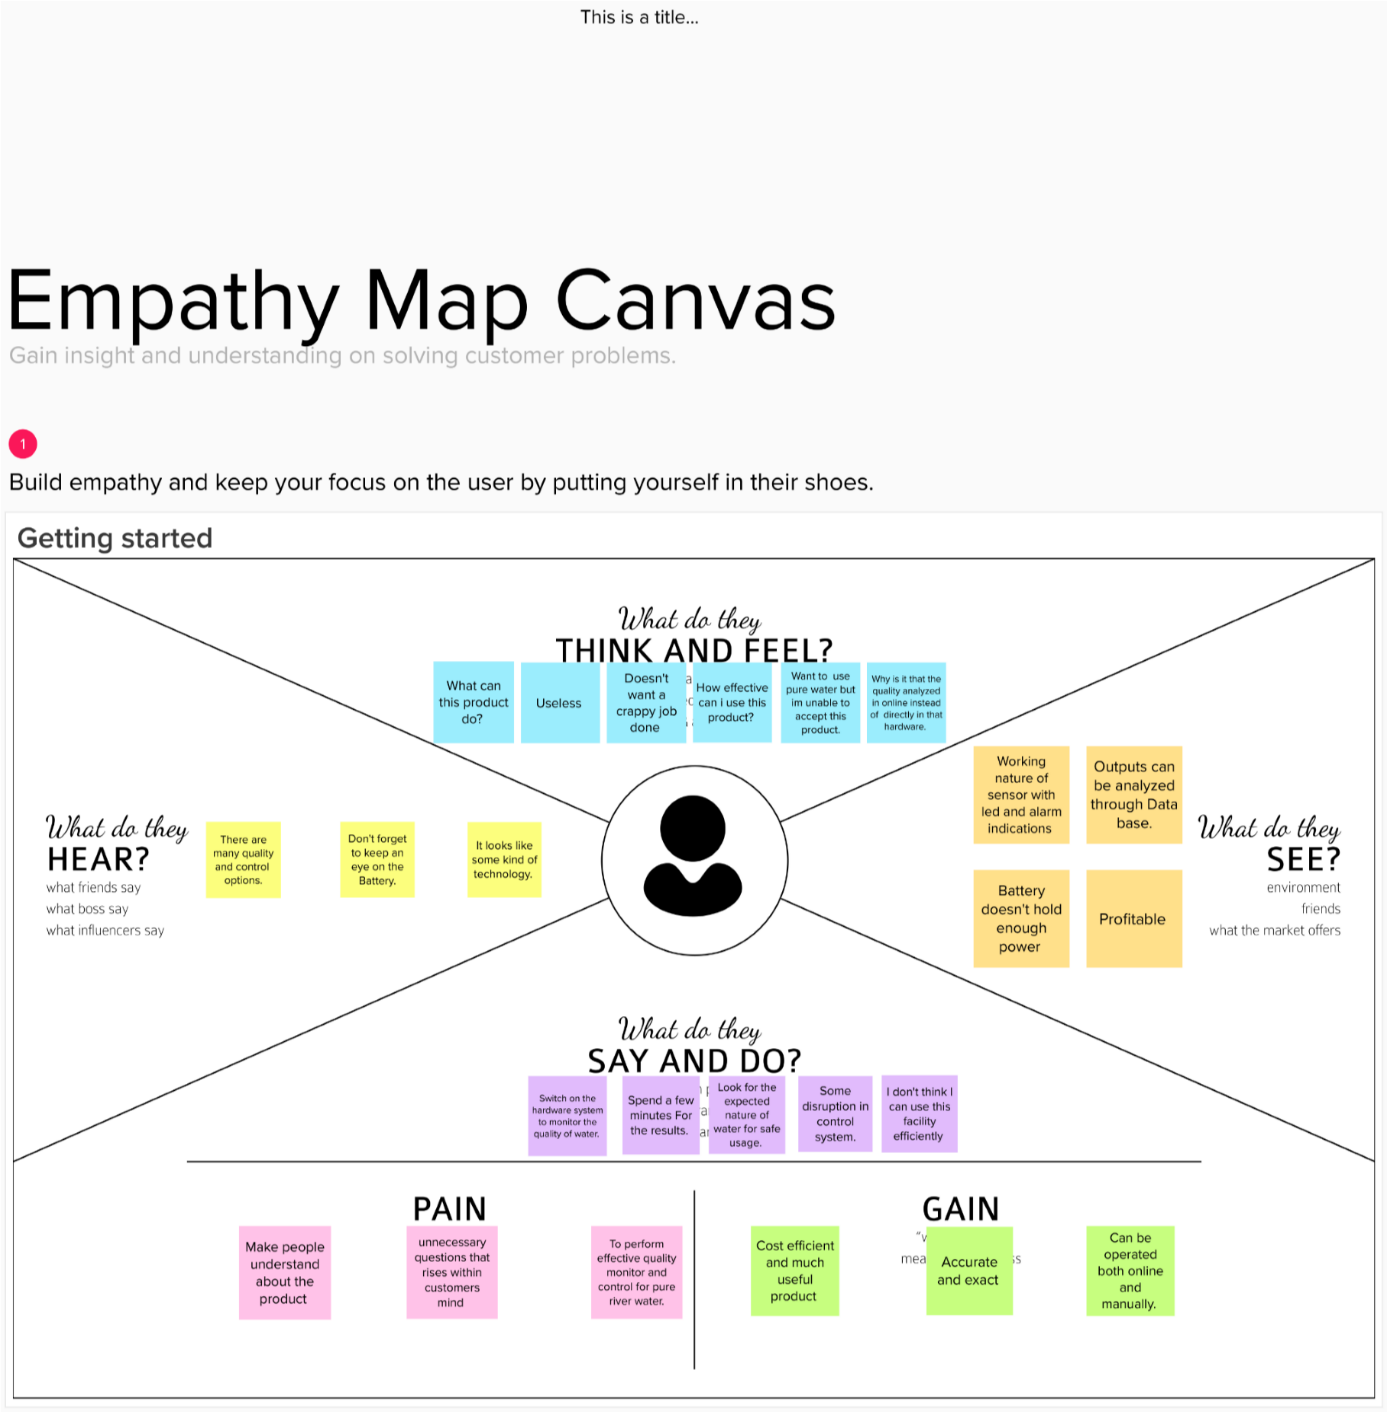 This is a title...
Empathy Map Canvas
Gain insight and understanding on solving customer problems.
1
Build empathy and keep your focus on the user by putting yourself in their shoes.
Getting started
What do they
THINK AND FEEL?
What can
this product
do?
Useless
Doesn't
want a
crappy job
done
How effective
can i use this
product?
Want to use
pure water but
im unable to
accept this
product.
Why is it that the
quality analyzed
in online instead
of directly in that
hardware.
What do they
HEAR?
what friends say
what boss say
what influencers say
There are
many quality
and control
options.
Don't forget
to keep an
eye on the
Battery.
It looks like
some kind of
technology.
Working
nature of
sensor with
led and alarm
indications
Outputs can
be analyzed
through Data
base.
Battery
doesn't hold
enough
power
Profitable
What do they
SEE?
environment
friends
what the market offers
What do they
SAY AND DO?
Switch on the
hardware system
to monitor the
quality of water.
Spend a few
minutes For
the results.
Look for the
expected
nature of
water for safe
usage.
Some
disruption in
control
system.
I don't think I
can use this
facility
efficiently
PAIN
Make people
understand
about the
product
unnecessary
questions that
rises within
customers
mind
To perform
effective quality
monitor and
control for pure
river water.
GAIN
Cost efficient
and much
useful
product
Accurate
and exact
Can be
operated
both online
and
manually.